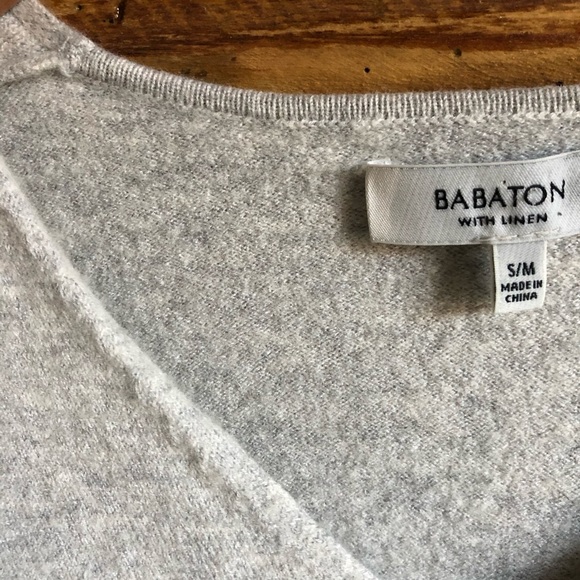 BABATON
WITH LINEN
S/M
MADE IN
CHINA